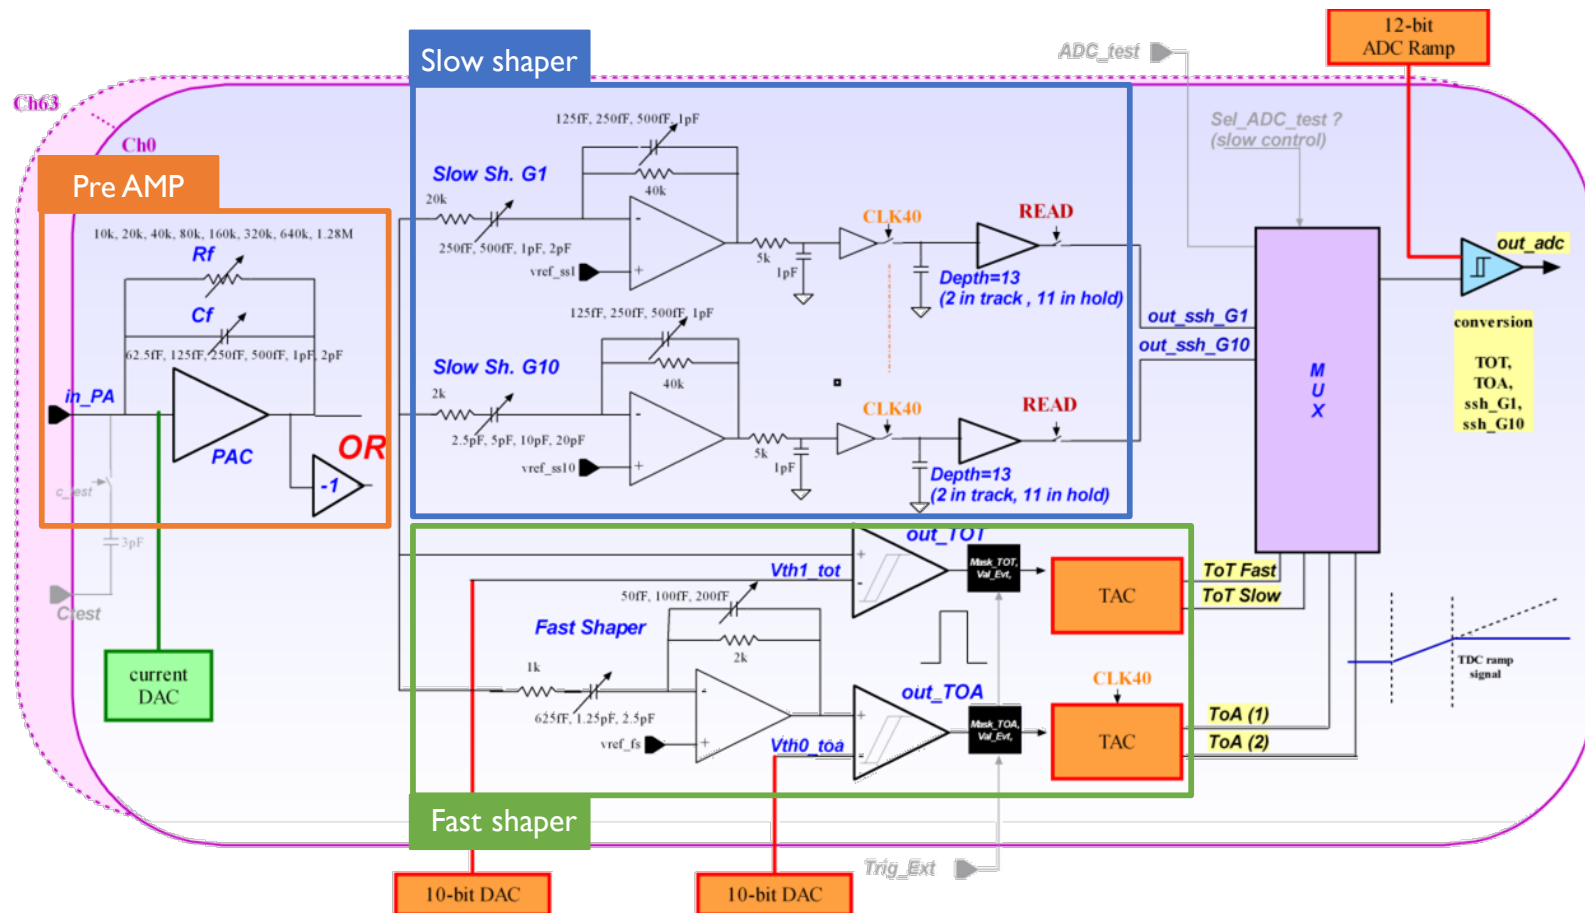 12-bit
ADC Ramp
Slow shaper
ADC_test
Ch63
Ch0
125fF, 250fF, 500fF, 1pF
Sel_ADC_test ?
(slow control)
Pre AMP
Slow Sh. G1
20k
40k
CLK40
READ
10k, 20k, 40k, 80k, 160k, 320k, 640k, 1.28M
Rf
250fF, 500fF, 1pF, 2pF
5k
1pF
vref_ss1
+
-
Depth=13
(2 in track , 11 in hold)
out_adc
Cf
62.5fF, 125fF, 250fF, 500fF, 1pF, 2pF
125fF, 250fF, 500fF, 1pF
out_ssh_G1
out_ssh_G10
conversion
TOT,
TOA,
ssh_G1,
ssh_G10
Slow Sh. G10
2k
40k
M
U
X
in_PA
CLK40
READ
2.5pF, 5pF, 10pF, 20pF
-
+
5k
1pF
vref_ss10
PAC
OR
-1
Depth=13
(2 in track, 11 in hold)
c_test
3pF
Ctest
out_TOT
+
-
Vth1_tot
Mask_TOT,
Val_Evt,
TAC
ToT Fast
ToT Slow
50fF, 100fF, 200fF
Fast Shaper
2k
1k
625fF, 1.25pF, 2.5pF
-
+
vref_fs
out_TOA
+
-
Vth0_toa
Mask_TOA,
Val_Evt,
CLK40
TAC
ToA (1)
ToA (2)
TDC ramp
signal
current
DAC
Fast shaper
Trig_Ext
10-bit DAC
10-bit DAC